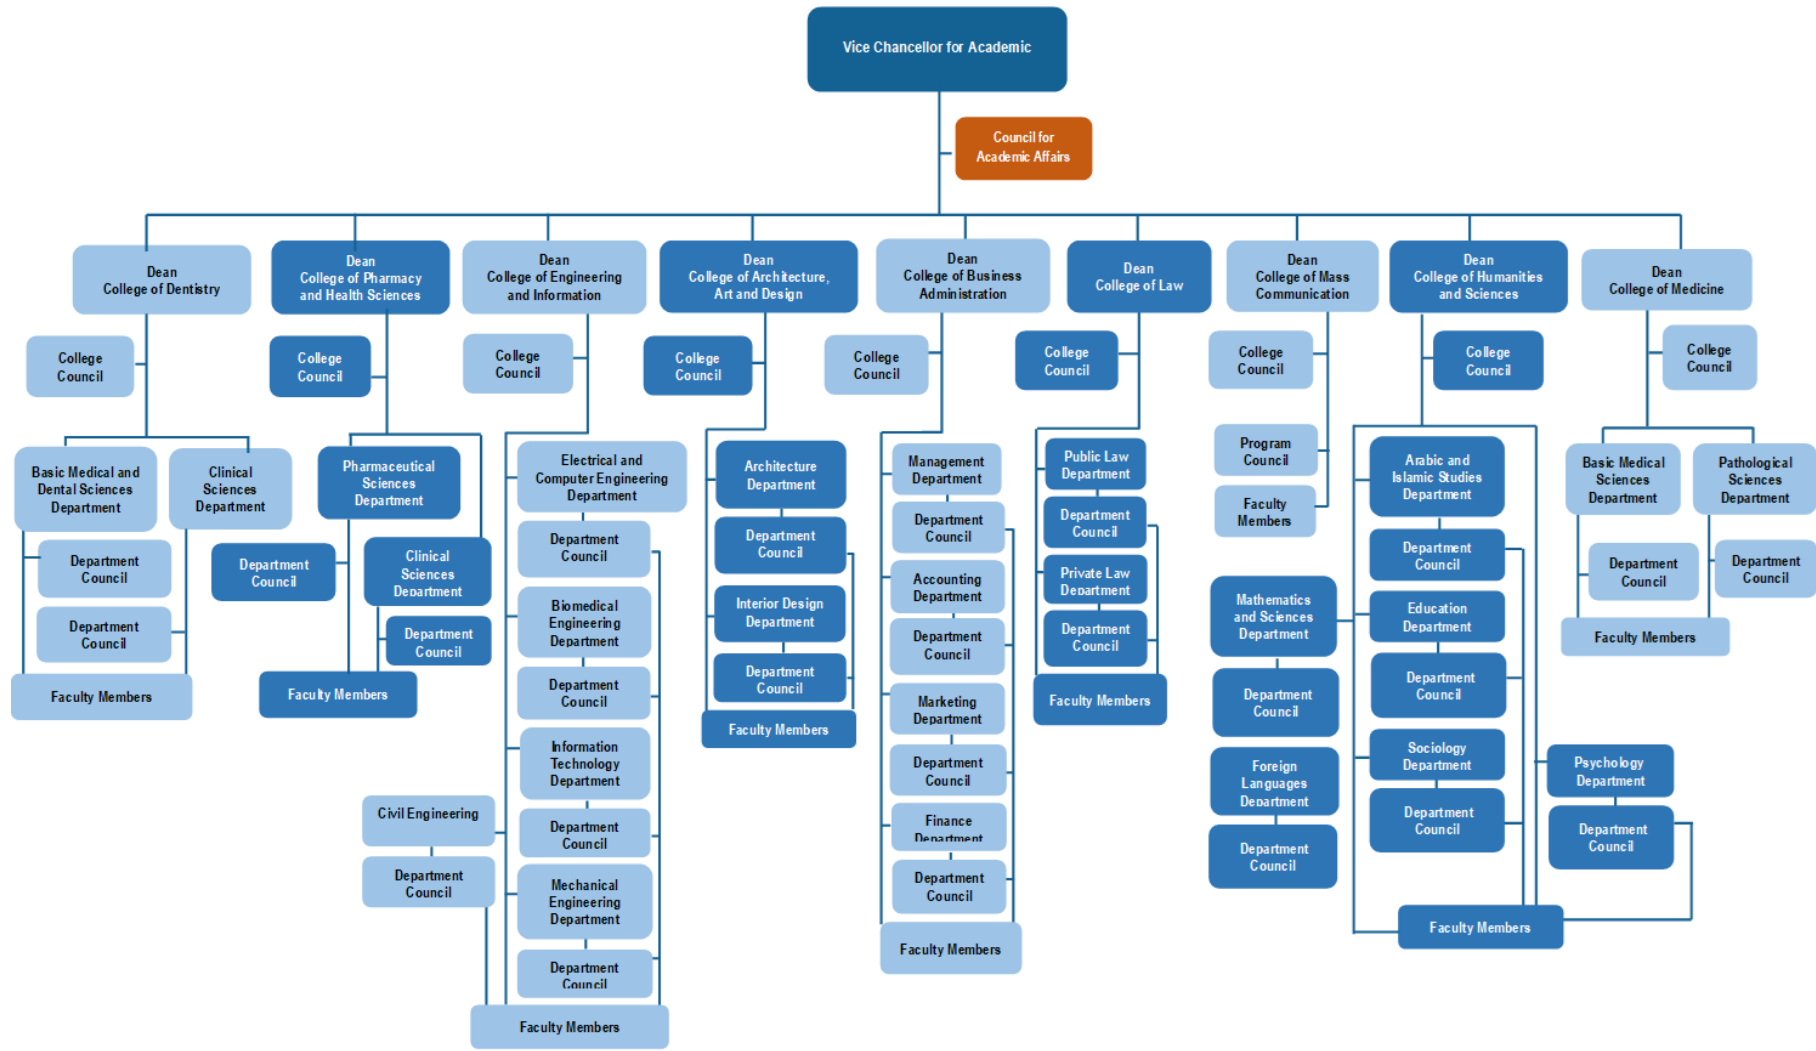 Vice Chancellor for Academic
Council for
Academic Affairs
Dean
College of Dentistry
Dean
College of Pharmacy
and Health Sciences
Dean
College of Engineering
and Information
Dean
College of Architecture,
Art and Design
Dean
College of Business
Administration
Dean
College of Law
Dean
College of Mass
Communication
Dean
College of Humanities
and Sciences
Dean
College of Medicine
College
Council
College
Council
College
Council
College
Council
College
Council
College
Council
College
Council
College
Council
College
Council
Basic Medical and
Dental Sciences
Department
Clinical
Sciences
Department
Department
Council
Department
Council
Faculty Members
Pharmaceutical
Sciences
Department
Department
Council
Clinical
Sciences
Department
Department
Council
Faculty Members
Electrical and
Computer Engineering
Department
Department
Council
Biomedical
Engineering
Department
Department
Council
Information
Technology
Department
Civil Engineering
Department
Council
Department
Council
Mechanical
Engineering
Department
Department
Council
Faculty Members
Architecture
Department
Department
Council
Interior Design
Department
Department
Council
Faculty Members
Management
Department
Department
Council
Accounting
Department
Department
Council
Marketing
Department
Department
Council
Finance
Department
Department
Council
Faculty Members
Public Law
Department
Department
Council
Private Law
Department
Department
Council
Faculty Members
Program
Council
Faculty
Members
Arabic and
Islamic Studies
Department
Department
Council
Mathematics
and Sciences
Department
Education
Department
Department
Council
Department
Council
Sociology
Department
Psychology
Department
Foreign
Languages
Department
Department
Council
Department
Council
Department
Council
Faculty Members
Basic Medical
Sciences
Department
Pathological
Sciences
Department
Department
Council
Department
Council
Faculty Members